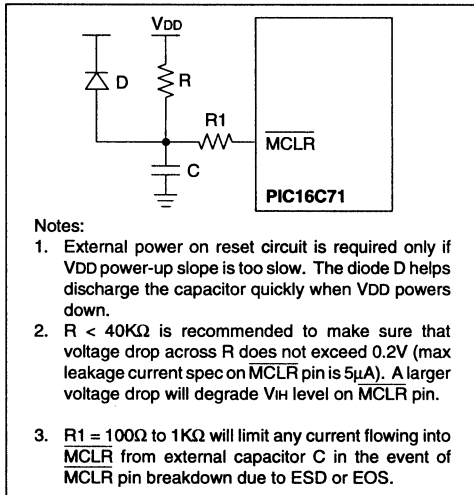 VDD
D
R
R1
MCLR
C
PIC16C71
Notes:
1. External power on reset circuit is required only if
VDD power-up slope is too slow. The diode D helps
discharge the capacitor quickly when VDD powers
down.
2. R < 40KΩ is recommended to make sure that
voltage drop across R does not exceed 0.2V (max
leakage current spec on MCLR pin is 5µA). A larger
voltage drop will degrade VIH level on MCLR pin.
3. R1 = 100Ω to 1KΩ will limit any current flowing into
MCLR from external capacitor C in the event of
MCLR pin breakdown due to ESD or EOS.